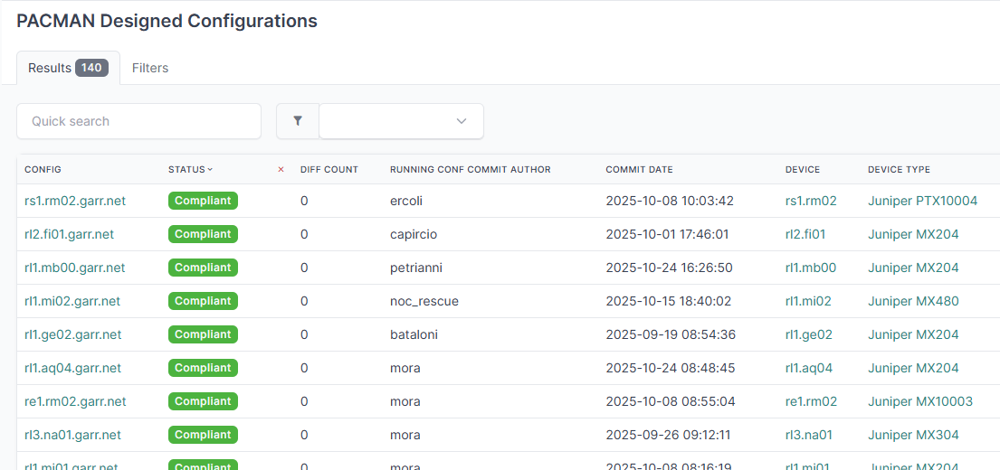 PACMAN Designed Configurations
Results 140 Filters
Quick search
CONFIG STATUS × DIFF COUNT RUNNING CONF COMMIT AUTHOR COMMIT DATE DEVICE DEVICE TYPE
rs1.rm02.garr.net Compliant 0 ercoli 2025-10-08 10:03:42 rs1.rm02 Juniper PTX10004
rl2.fi01.garr.net Compliant 0 capircio 2025-10-01 17:46:01 rl2.fi01 Juniper MX204
rl1.mb00.garr.net Compliant 0 petrianni 2025-10-24 16:26:50 rl1.mb00 Juniper MX204
rl1.mi02.garr.net Compliant 0 noc_rescue 2025-10-15 18:40:02 rl1.mi02 Juniper MX480
rl1.ge02.garr.net Compliant 0 bataloni 2025-09-19 08:54:36 rl1.ge02 Juniper MX204
rl1.aq04.garr.net Compliant 0 mora 2025-10-24 08:48:45 rl1.aq04 Juniper MX204
re1.rm02.garr.net Compliant 0 mora 2025-10-08 08:55:04 re1.rm02 Juniper MX10003
rl3.na01.garr.net Compliant 0 mora 2025-09-26 09:12:11 rl3.na01 Juniper MX304
rl1.mi01.garr.net Compliant 0 mora 2025-10-08 08:16:19 rl1.mi01 Juniper MX204